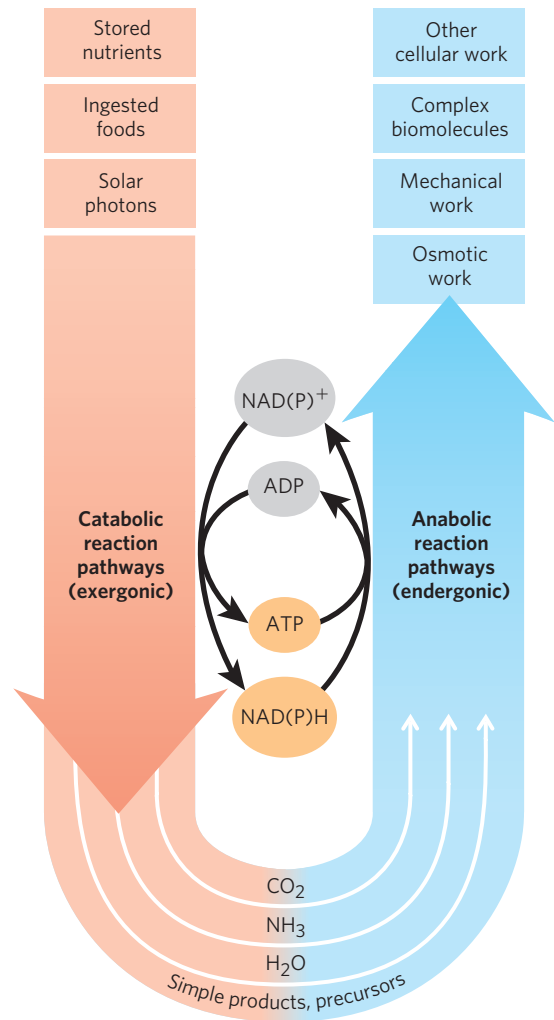 Stored
nutrients
Ingested
foods
Solar
photons
Other
cellular work
Complex
biomolecules
Mechanical
work
Osmotic
work
NAD(P)⁺
ADP
Catabolic
reaction
pathways
(exergonic)
Anabolic
reaction
pathways
(endergonic)
ATP
NAD(P)H
CO₂
NH₃
H₂O
Simple products, precursors